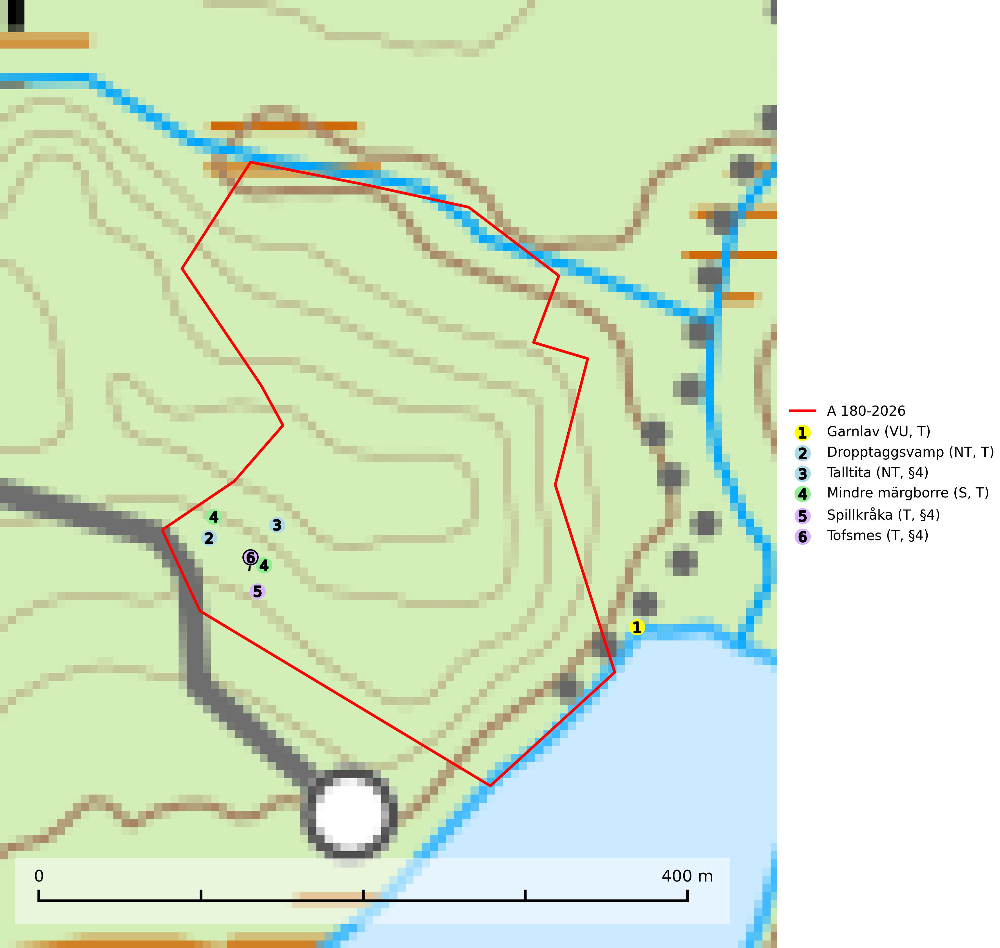 A 180-2026
1 Garnlav (VU, T)
2 Dropptaggsvamp (NT, T)
3 Talltita (NT, §4)
4 Mindre märgborre (S, T)
5 Spillkråka (T, §4)
6 Tofsmes (T, §4)
4
3
2
6
4
5
1
0 400 m